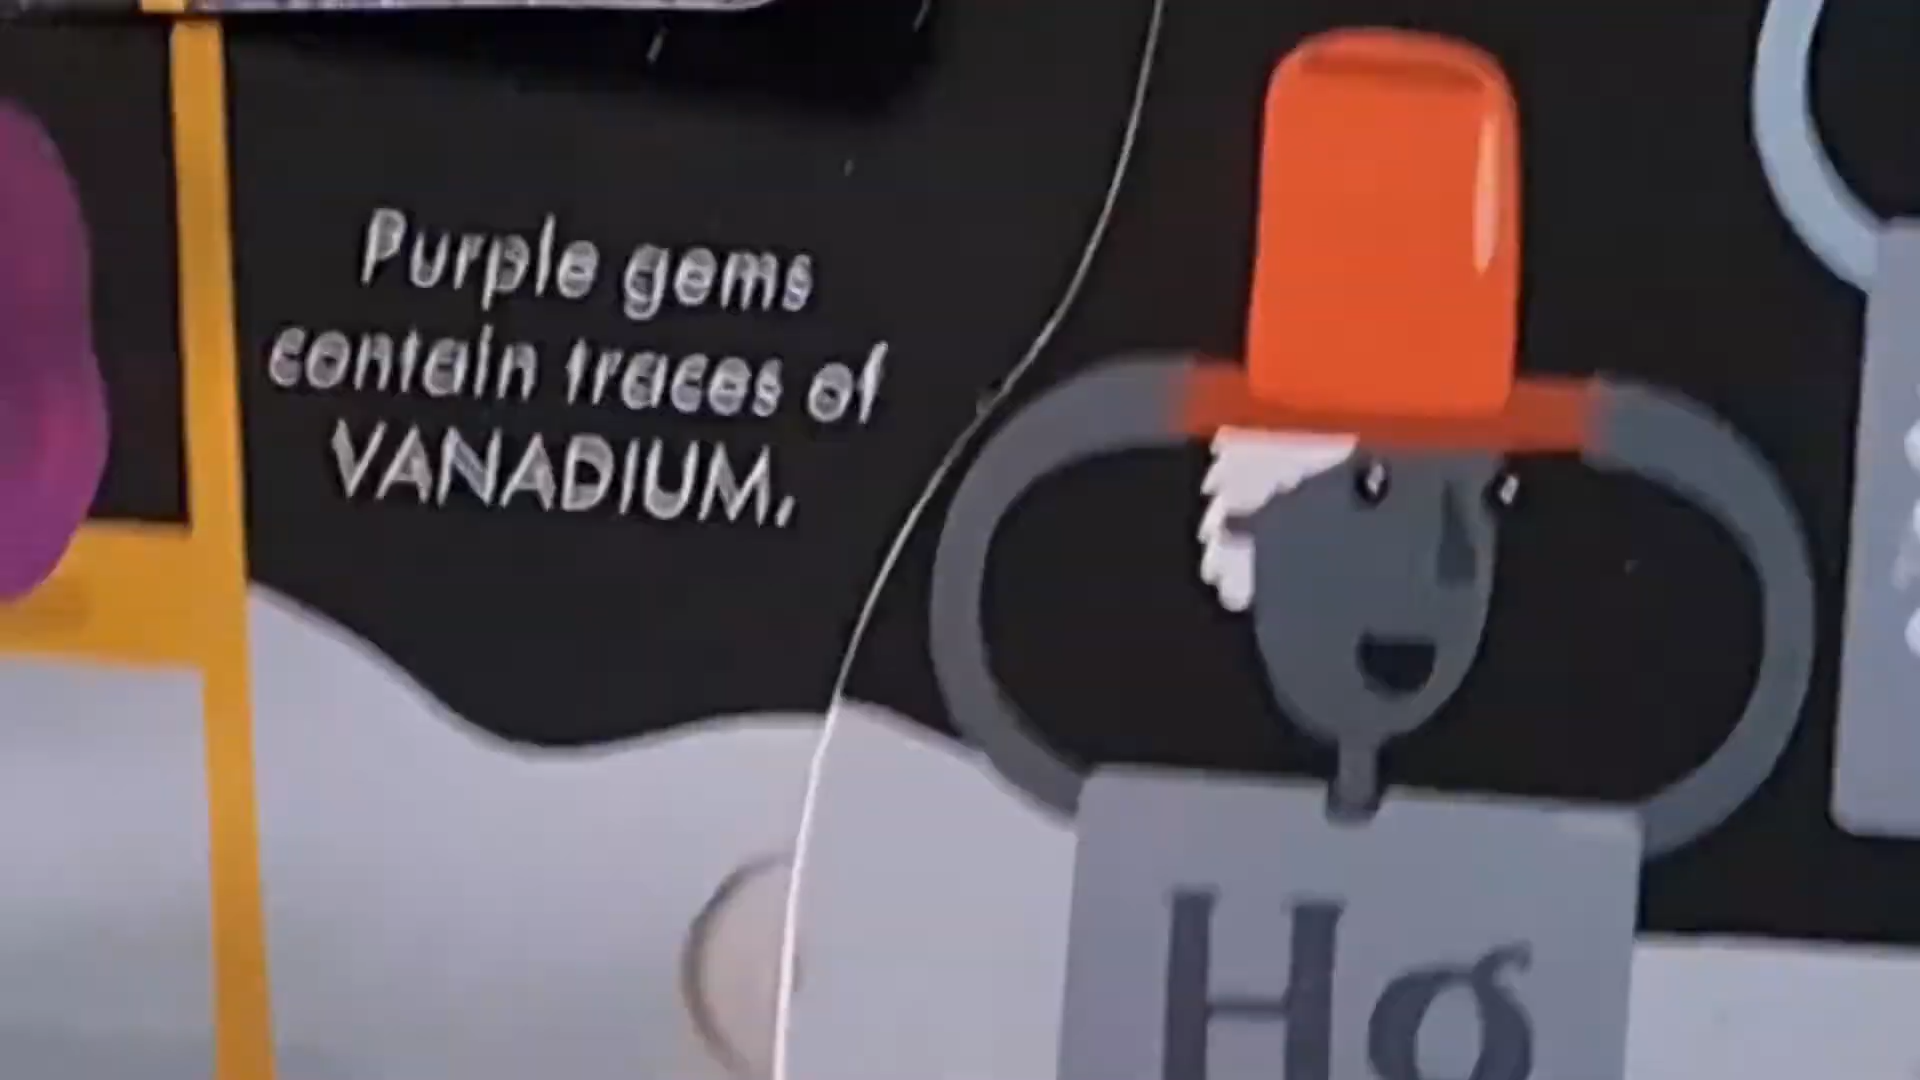 Purple gems
contain traces of
VANADIUM.
Hg